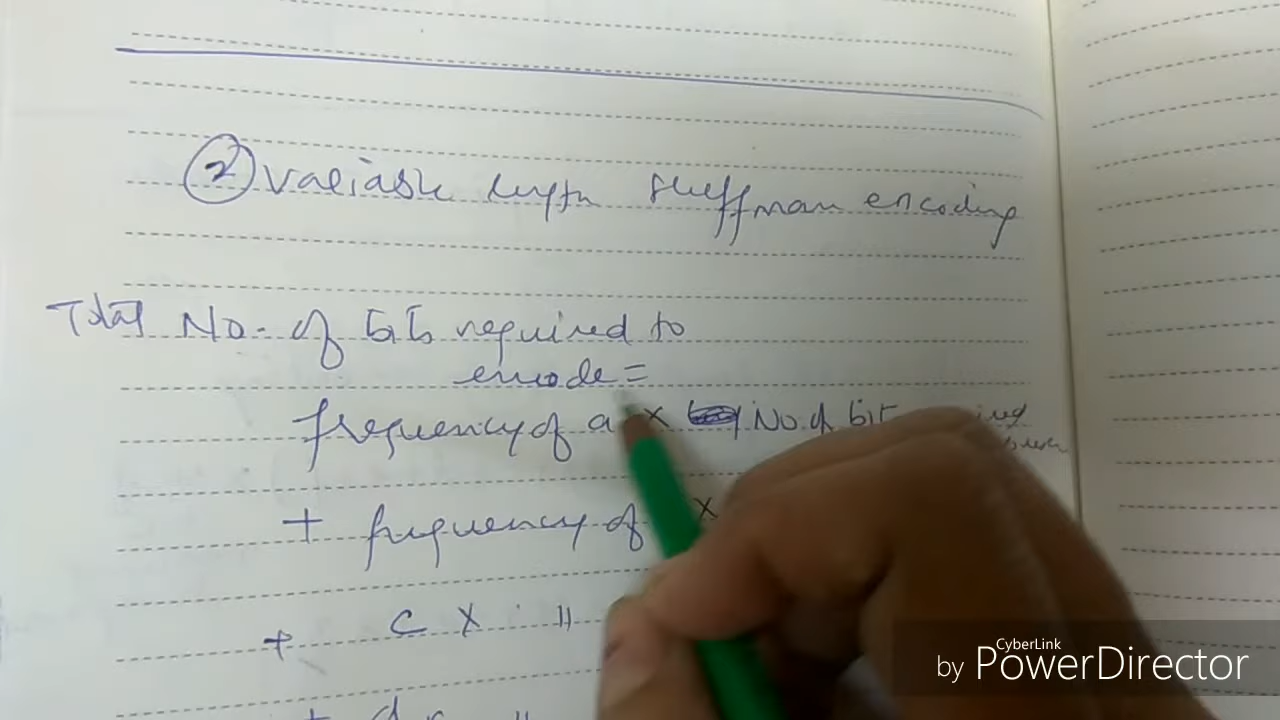 2 Variable length Huffman encoding
Total No. of bits required to
encode =
frequency of a x No. of bit
+ frequency of x
+ c x "
+ d x "
CyberLink
by PowerDirector